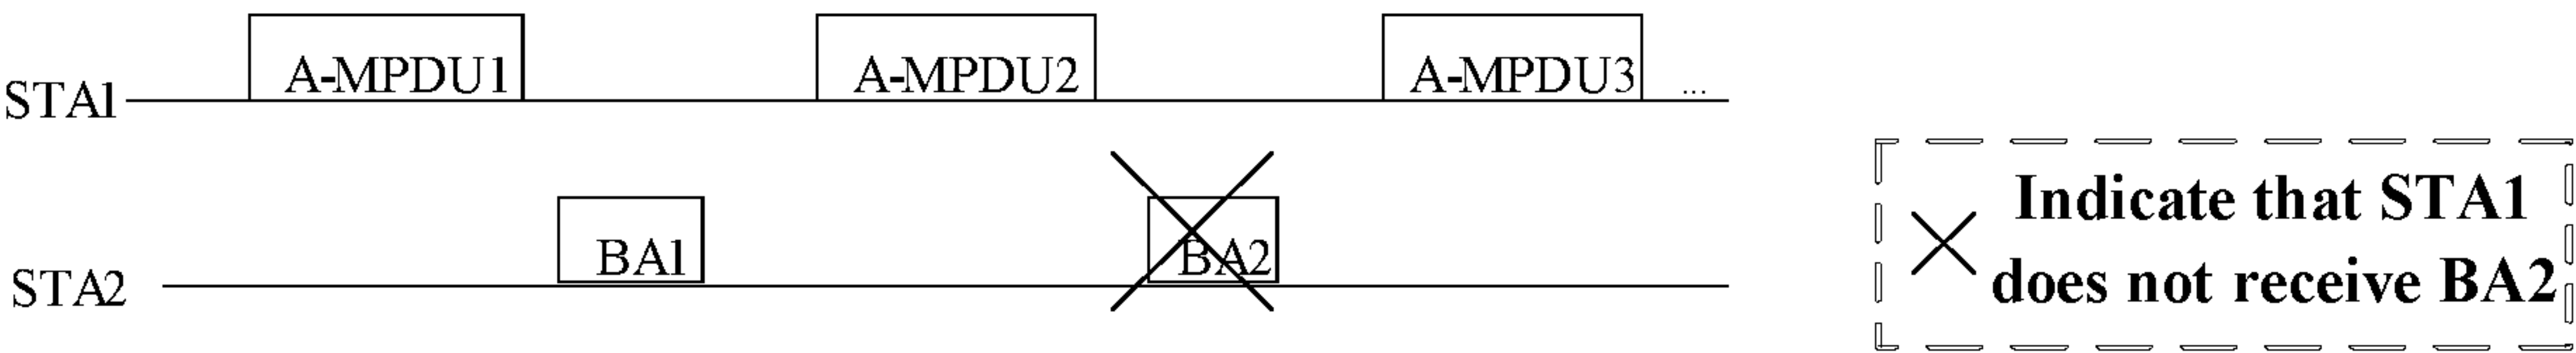 STA1 A-MPDU1 A-MPDU2 A-MPDU3 ...
STA2 BA1 BA2
Indicate that STA1
does not receive BA2